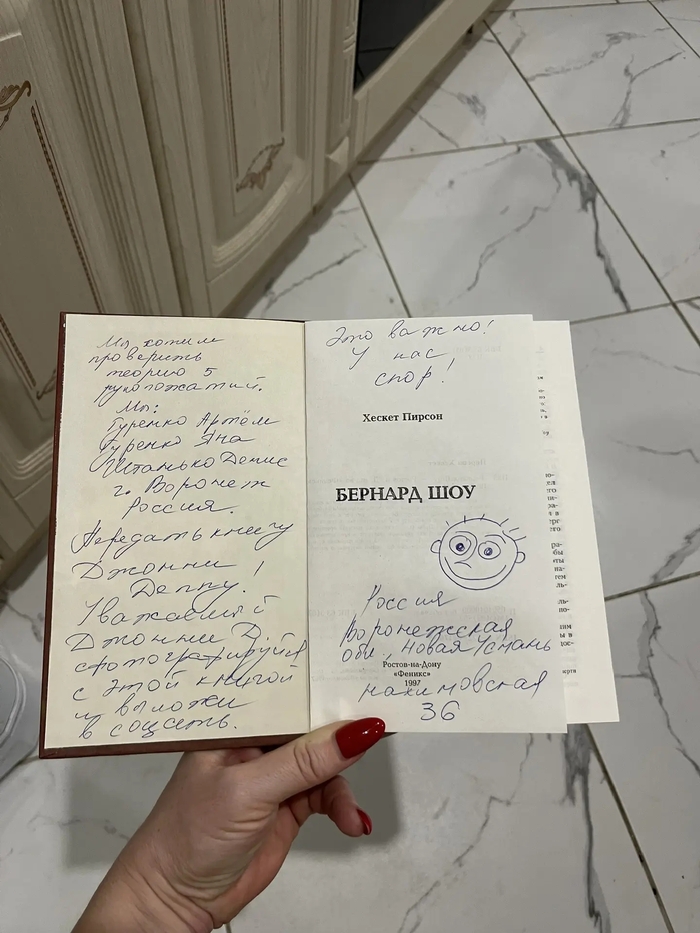 Мы хотим
проверить
теорию 5
рукопожатий.
Мы:
Гуренко Артём
Гуренко Яна
Штанько Денис
г. Воронеж
Россия.
Передать книгу
Джонни
Деппу!
Уважаемый
Джонни Д,
сфотографируйся
с этой книгой
и выложи
в соцсеть.
Это важно!
У нас
спор!
Хескет Пирсон
БЕРНАРД ШОУ
Россия
Воронежская
обл, Новая Усмань
Ростов-на-Дону
«Феникс»
1997
Нахимовская
36